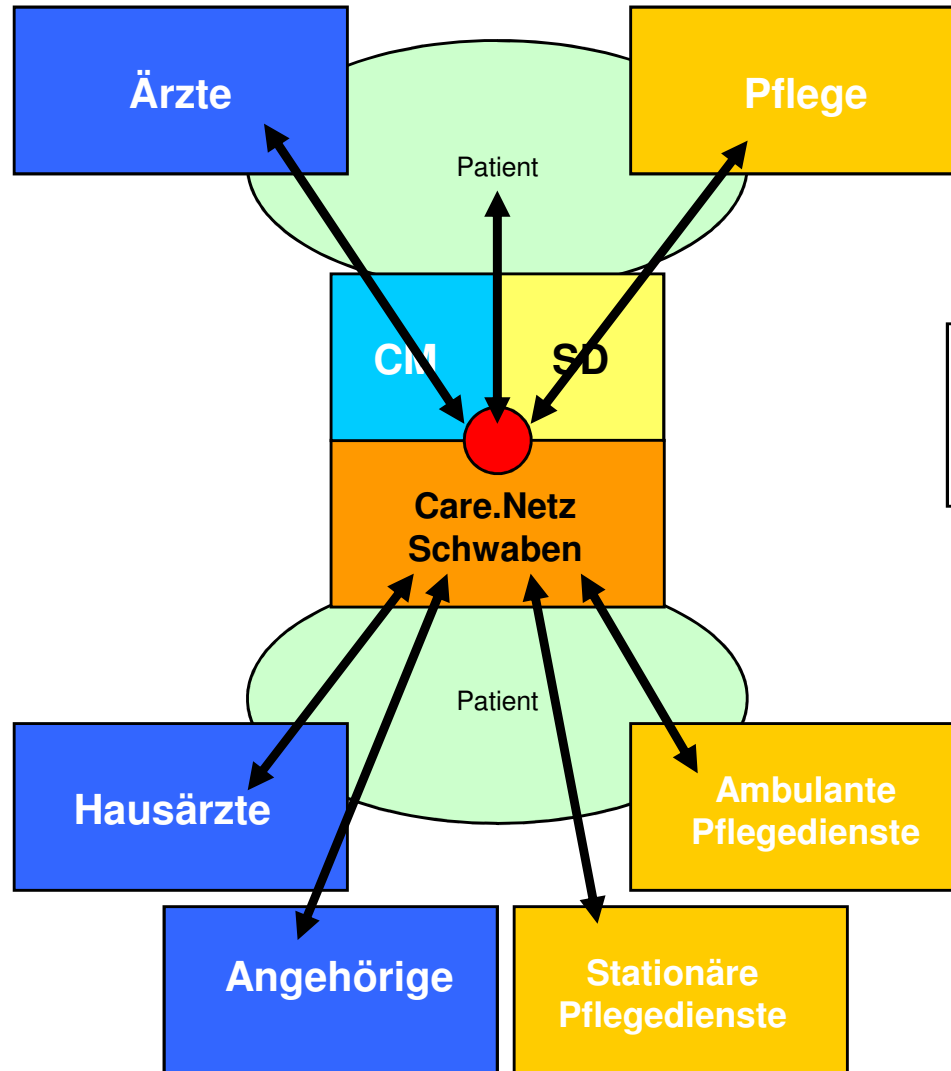 Ärzte
Pflege
Patient
CM
SD
Care.Netz
Schwaben
Patient
Hausärzte
Ambulante
Pflegedienste
Angehörige
Stationäre
Pflegedienste